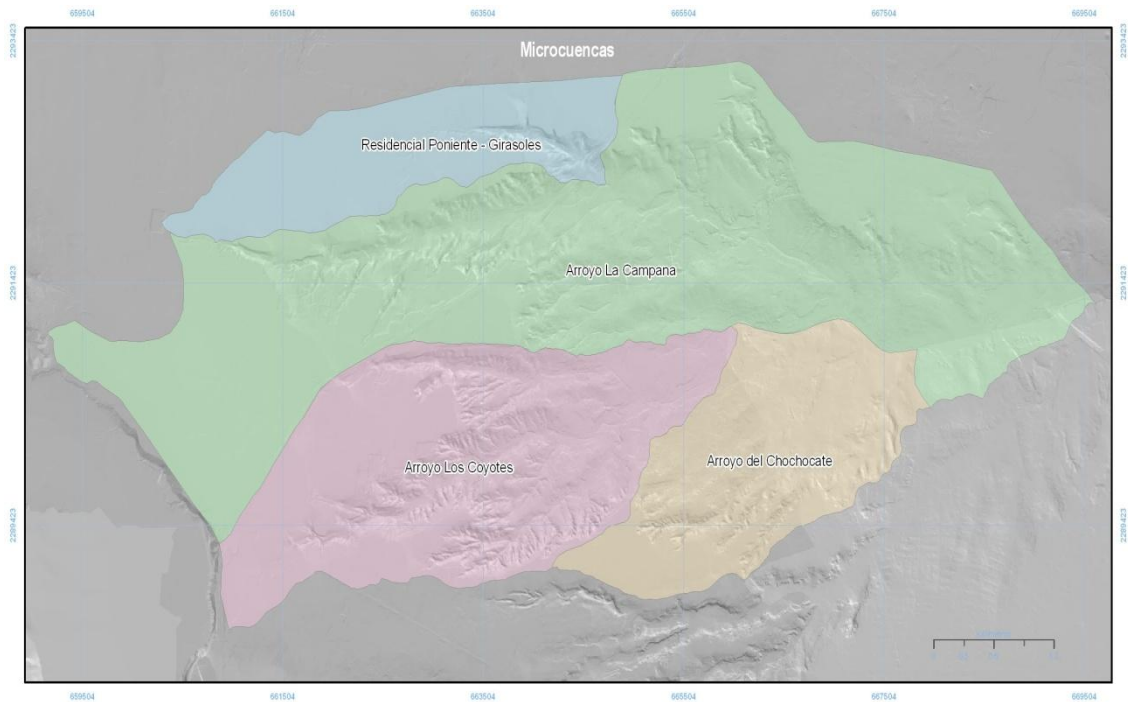 659504 661504 663504 665504 667504 669504
2293423 2293423
Microcuencas
Residencial Poniente - Girasoles
Arroyo La Campana
2291423 2291423
Arroyo Los Coyotes
Arroyo del Chochocate
2289423 2289423
659504 661504 663504 665504 667504 669504